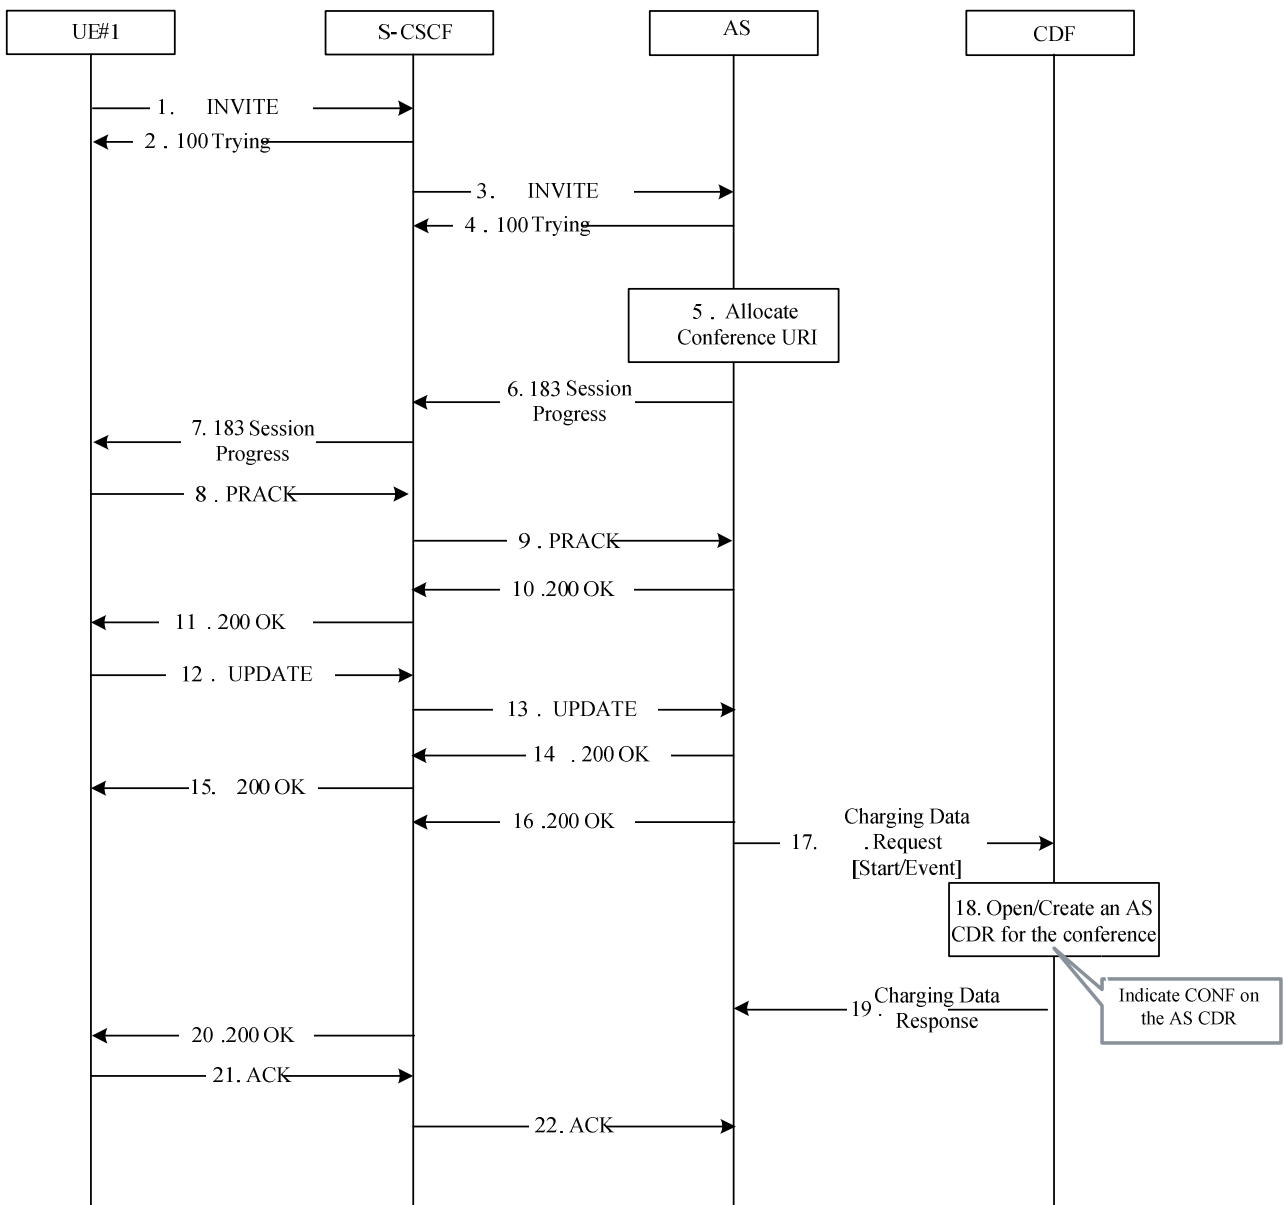 UE#1
S-CSCF
AS
CDF
1. INVITE
2 . 100 Trying
3. INVITE
4 . 100 Trying
5 . Allocate
Conference URI
6. 183 Session
Progress
7. 183 Session
Progress
8 . PRACK
9 . PRACK
10 .200 OK
11 . 200 OK
12 . UPDATE
13 . UPDATE
14 . 200 OK
15. 200 OK
16 .200 OK
Charging Data
17. .Request
[Start/Event]
18. Open/Create an AS
CDR for the conference
Indicate CONF on
the AS CDR
Charging Data
19 . Response
20 .200 OK
21. ACK
22. ACK